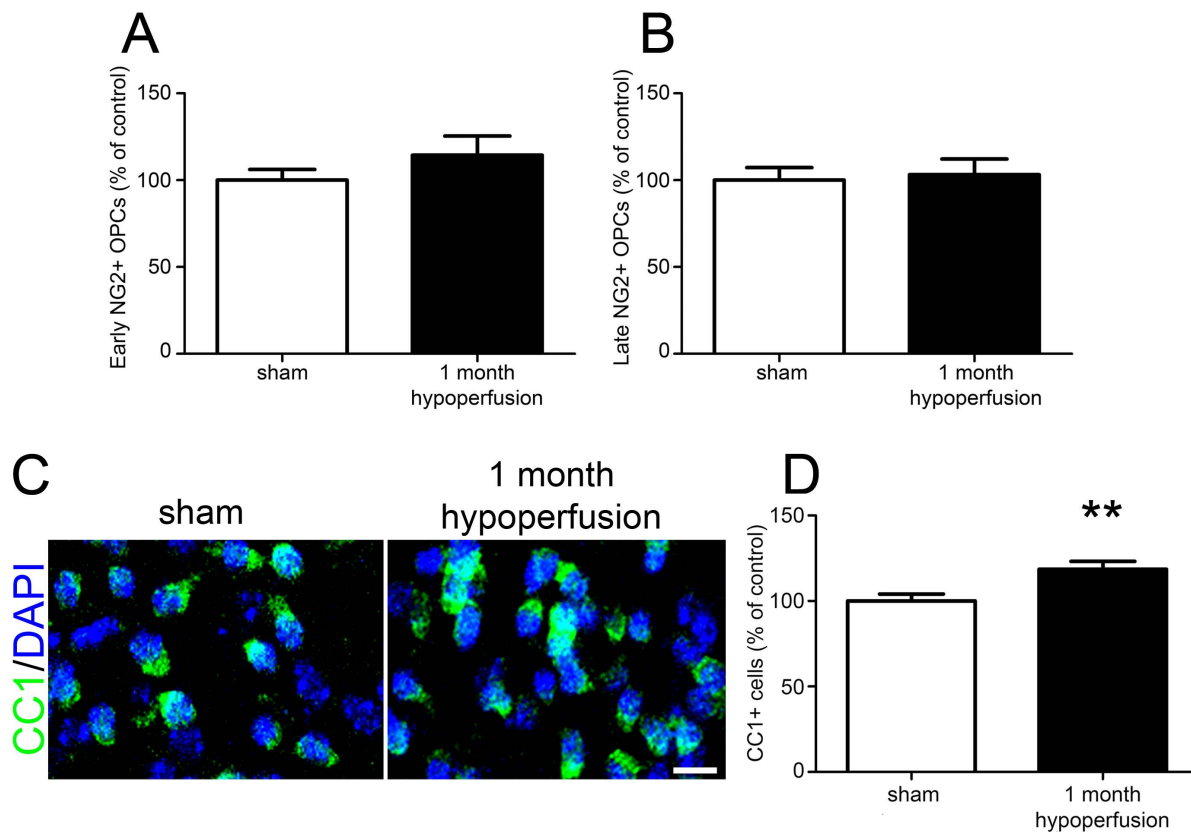 A
Early NG2+ OPCs (% of control)
150
100
50
0
sham
1 month
hypoperfusion
B
Late NG2+ OPCs (% of control)
150
100
50
0
sham
1 month
hypoperfusion
C
sham
1 month
hypoperfusion
CC1/DAPI
D
CC1+ cells (% of control)
150
100
50
0
**
sham
1 month
hypoperfusion